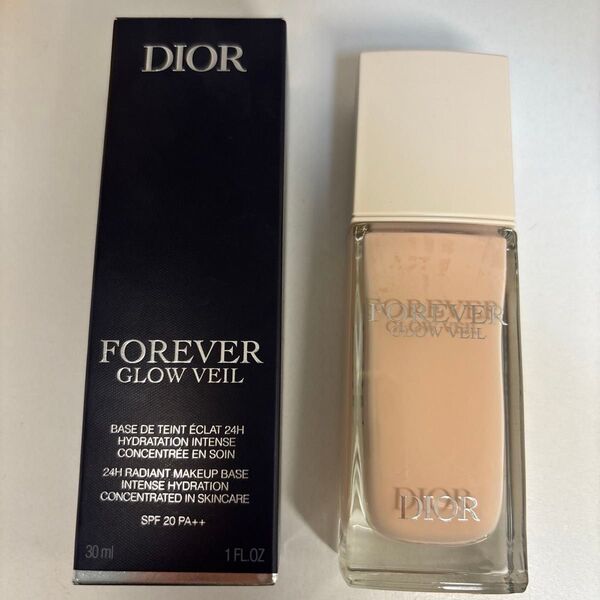 DIOR
FOREVER
GLOW VEIL
BASE DE TEINT ÉCLAT 24H
HYDRATATION INTENSE
CONCENTRÉE EN SOIN
24H RADIANT MAKEUP BASE
INTENSE HYDRATION
CONCENTRATED IN SKINCARE
SPF 20 PA++
30 ml 1 FL.OZ
FOREVER
GLOW VEIL
DIOR